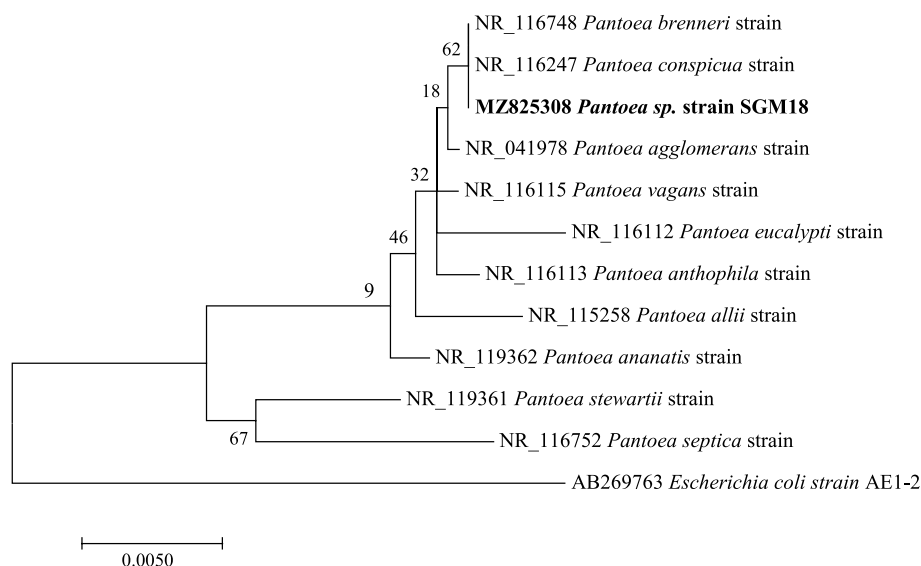 NR_116748 Pantoea brenneri strain
62
NR_116247 Pantoea conspicua strain
18
MZ825308 Pantoea sp. strain SGM18
NR_041978 Pantoea agglomerans strain
32
NR_116115 Pantoea vagans strain
46
NR_116112 Pantoea eucalypti strain
9
NR_116113 Pantoea anthophila strain
NR_115258 Pantoea allii strain
NR_119362 Pantoea ananatis strain
NR_119361 Pantoea stewartii strain
67
NR_116752 Pantoea septica strain
AB269763 Escherichia coli strain AE1-2
0.0050